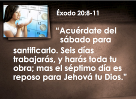 Éxodo 20:8-11
"Acuérdate del
sábado para
santificarlo. Seis días
trabajarás, y harás toda tu
obra; mas el séptimo día es
reposo para Jehová tu Dios."